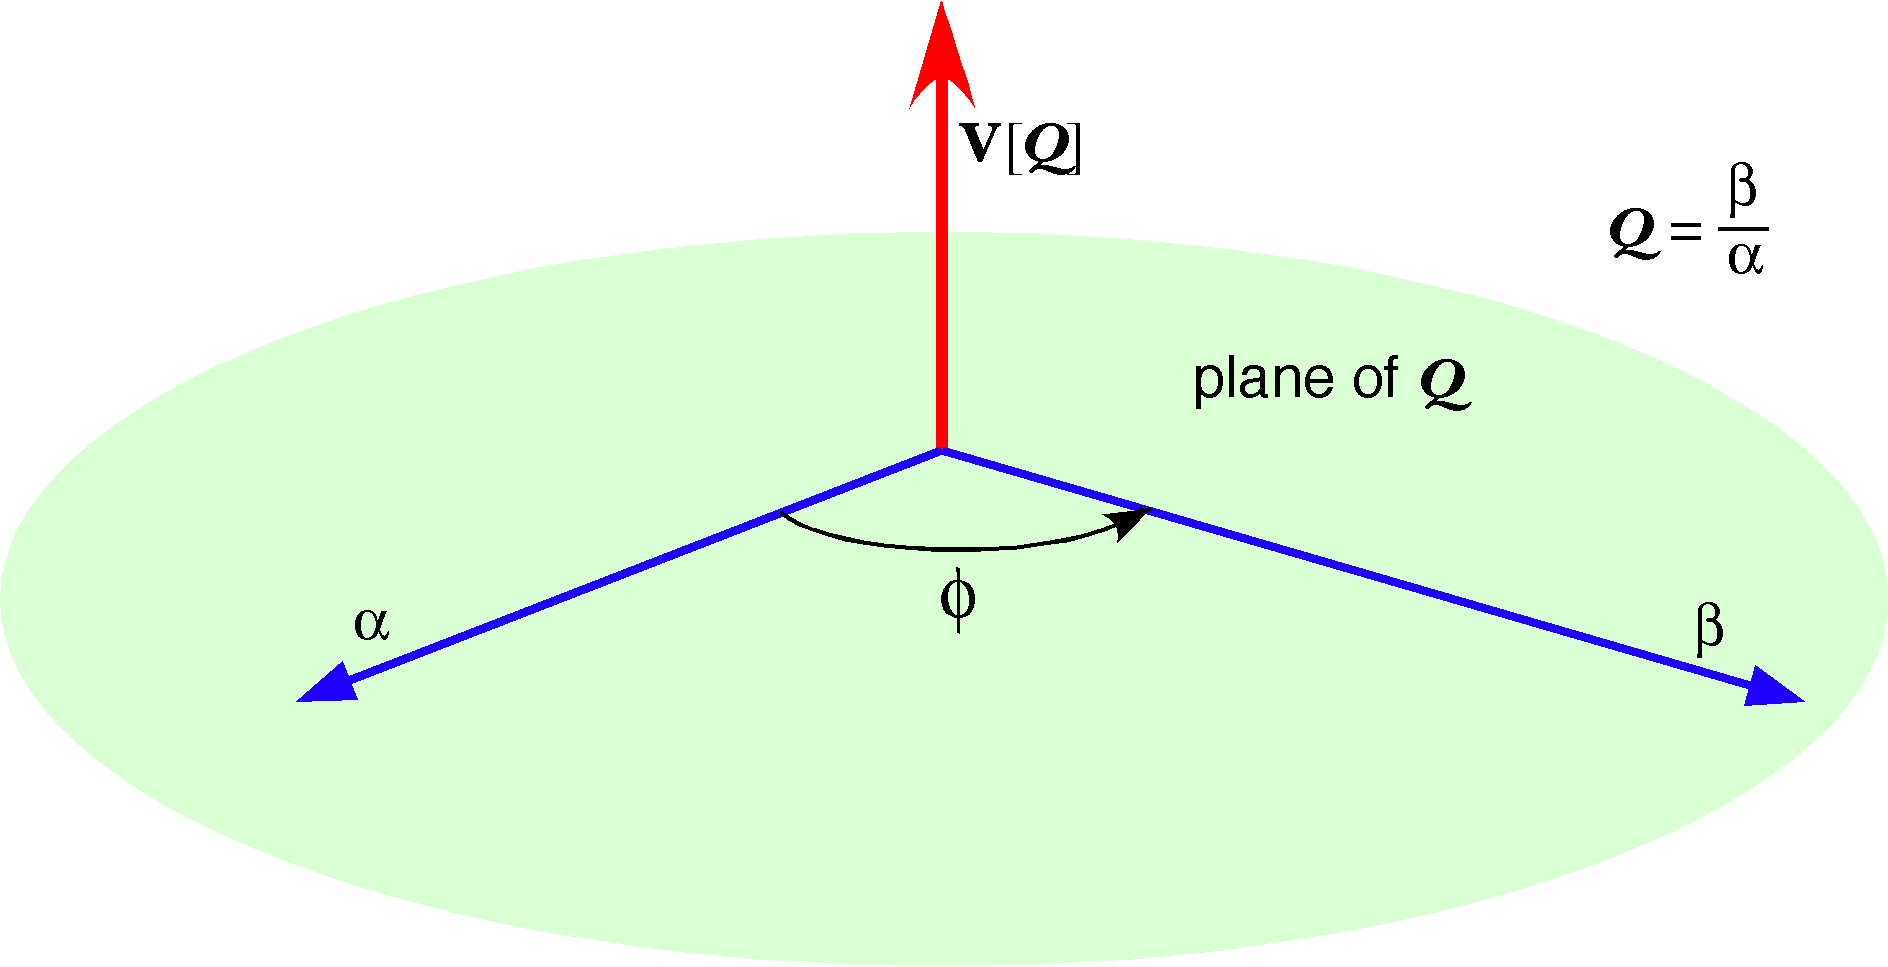 V[Q]
Q = β/α
plane of Q
α
ϕ
β